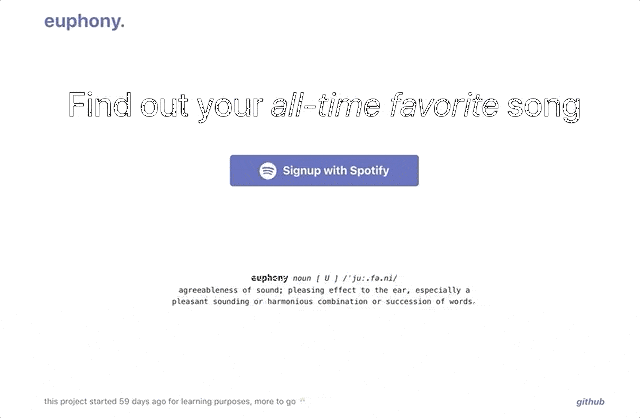 euphony.
Find out your all-time favorite song
Signup with Spotify
euphony noun [ U ] /ˈjuː.fə.ni/
agreeableness of sound; pleasing effect to the ear, especially a
pleasant sounding or harmonious combination or succession of words.
this project started 59 days ago for learning purposes, more to go
github